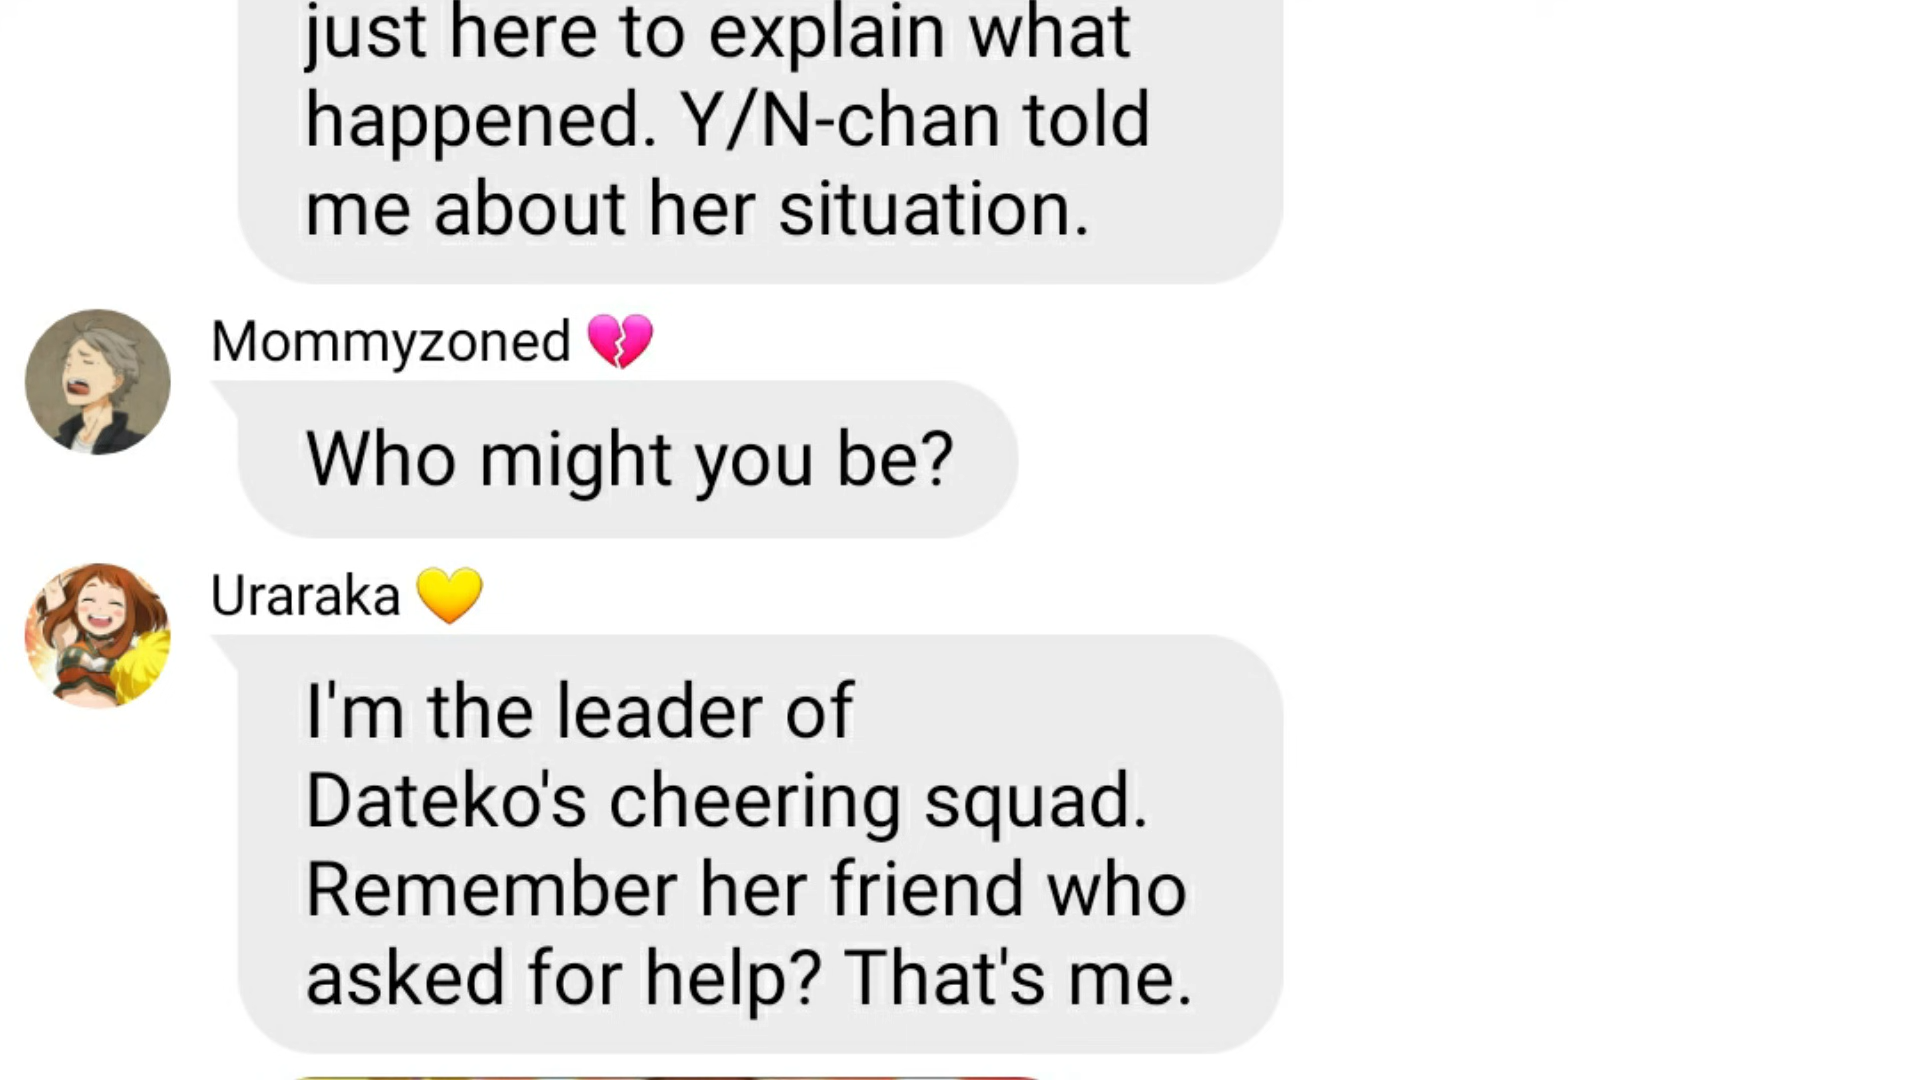 just here to explain what
happened. Y/N-chan told
me about her situation.
Mommyzoned 💔
Who might you be?
Uraraka 💛
I'm the leader of
Dateko's cheering squad.
Remember her friend who
asked for help? That's me.